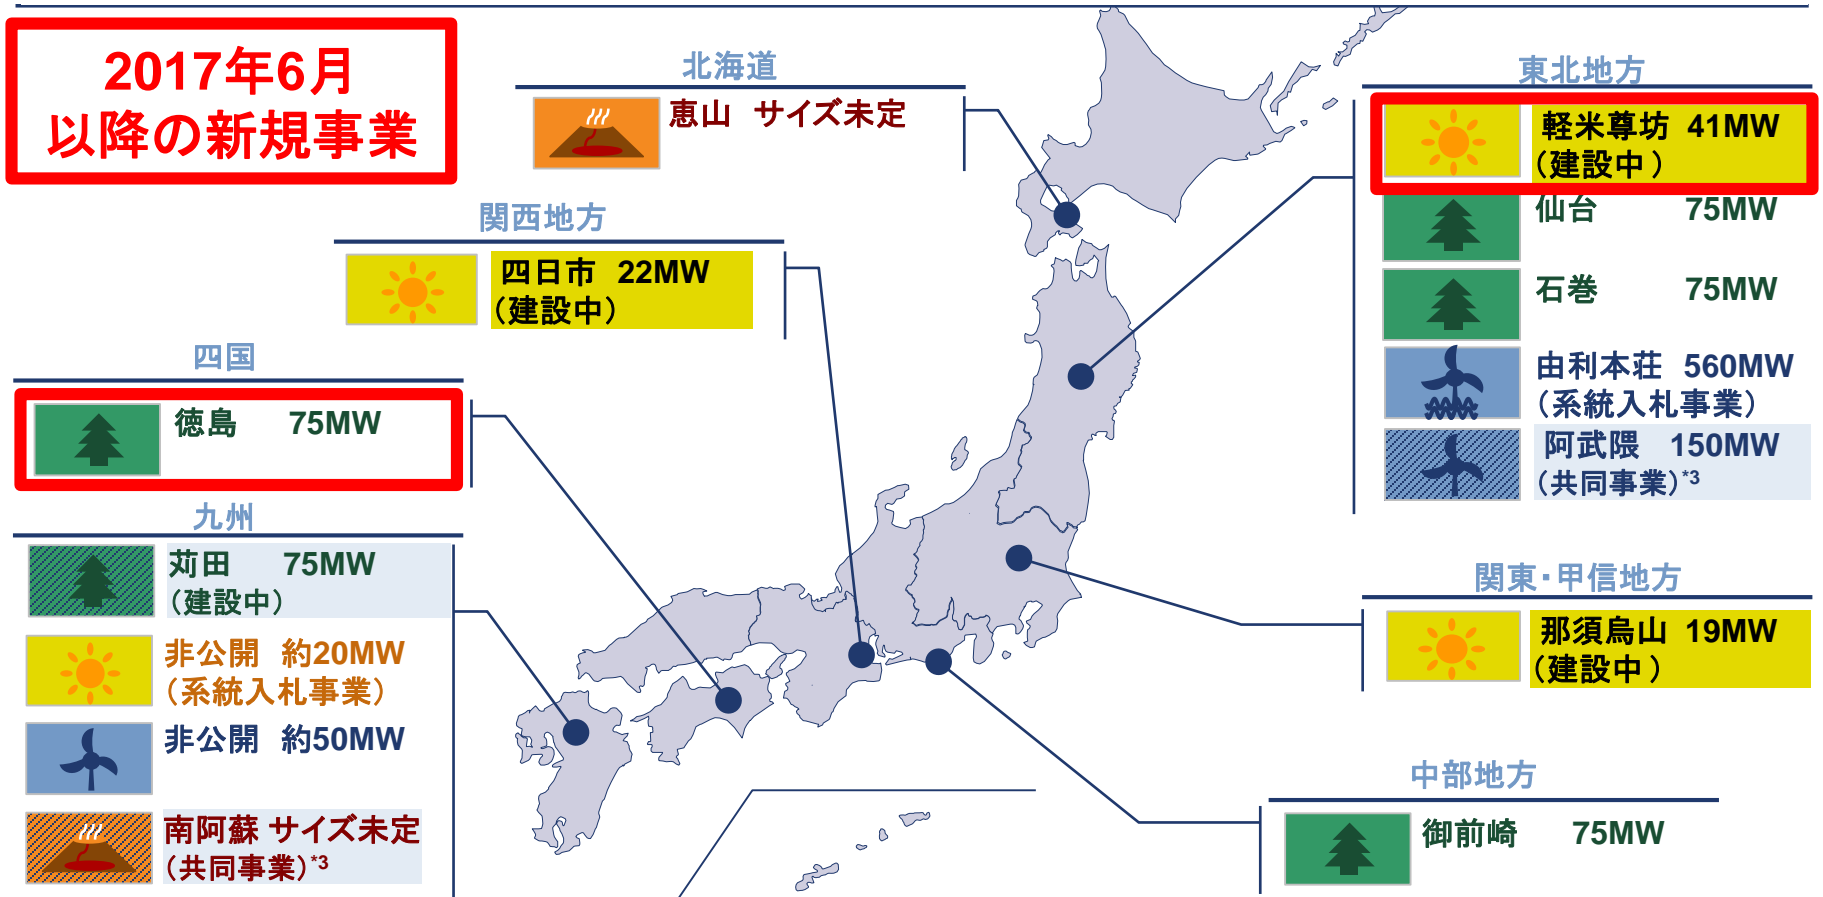 2017年6月
以降の新規事業
北海道
恵山 サイズ未定
東北地方
軽米尊坊 41MW
(建設中)
仙台 75MW
石巻 75MW
由利本荘 560MW
(系統入札事業)
阿武隈 150MW
(共同事業)*3
関西地方
四日市 22MW
(建設中)
四国
徳島 75MW
九州
苅田 75MW
(建設中)
非公開 約20MW
(系統入札事業)
非公開 約50MW
南阿蘇 サイズ未定
(共同事業)*3
関東・甲信地方
那須烏山 19MW
(建設中)
中部地方
御前崎 75MW